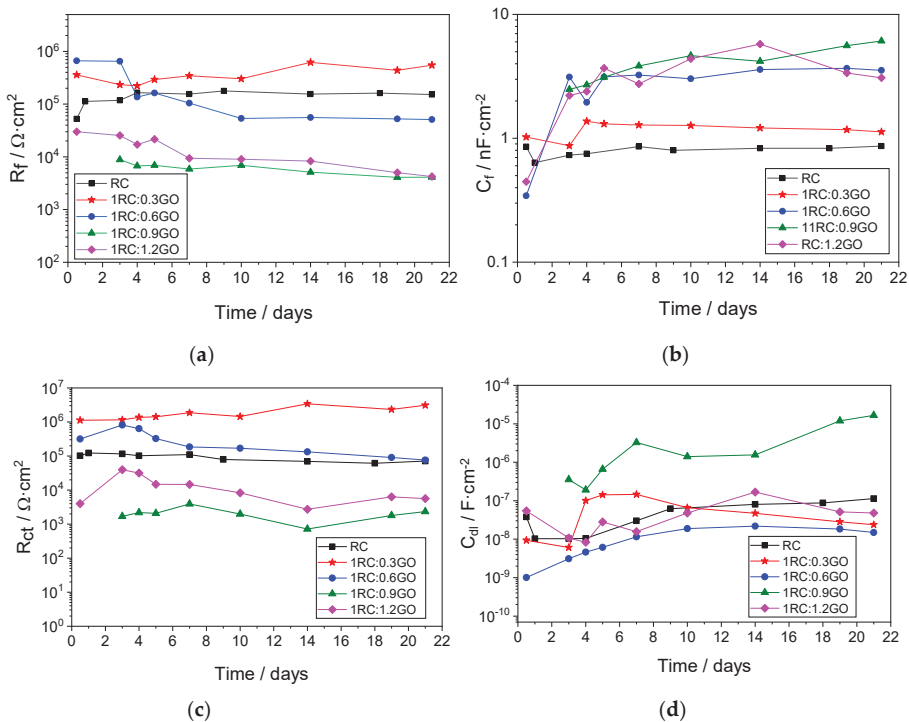 (a)
R_f / Ω·cm²
10⁶
10⁵
10⁴
10³
10²
RC
1RC:0.3GO
1RC:0.6GO
1RC:0.9GO
1RC:1.2GO
0 2 4 6 8 10 12 14 16 18 20 22
Time / days
(a)
(b)
C_f / nF·cm⁻²
10
1
0.1
RC
1RC:0.3GO
1RC:0.6GO
11RC:0.9GO
RC:1.2GO
0 2 4 6 8 10 12 14 16 18 20 22
Time / days
(b)
(c)
R_ct / Ω·cm²
10⁷
10⁶
10⁵
10⁴
10³
10²
10¹
10⁰
RC
1RC:0.3GO
1RC:0.6GO
1RC:0.9GO
1RC:1.2GO
0 2 4 6 8 10 12 14 16 18 20 22
Time / days
(c)
(d)
C_dl / F·cm⁻²
10⁻⁴
10⁻⁵
10⁻⁶
10⁻⁷
10⁻⁸
10⁻⁹
10⁻¹⁰
RC
1RC:0.3GO
1RC:0.6GO
1RC:0.9GO
1RC:1.2GO
0 2 4 6 8 10 12 14 16 18 20 22
Time / days
(d)